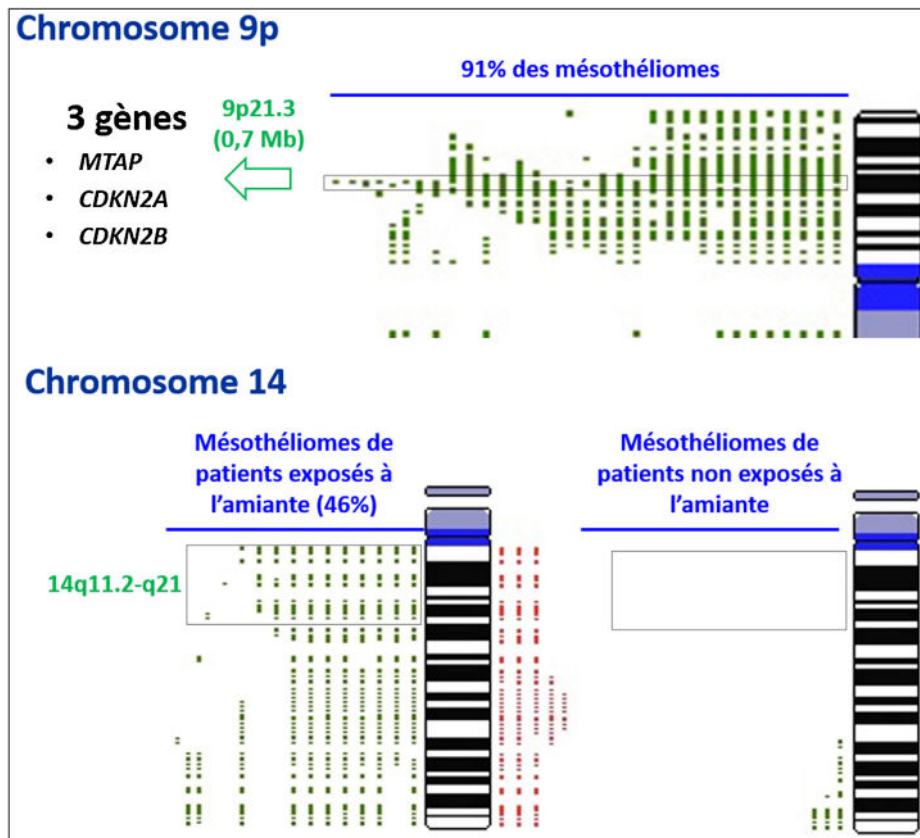 Chromosome 9p
91% des mésothéliomes
3 gènes
• MTAP
• CDKN2A
• CDKN2B
9p21.3
(0,7 Mb)
Chromosome 14
Mésothéliomes de
patients exposés à
l'amiante (46%)
Mésothéliomes de
patients non exposés à
l'amiante
14q11.2-q21